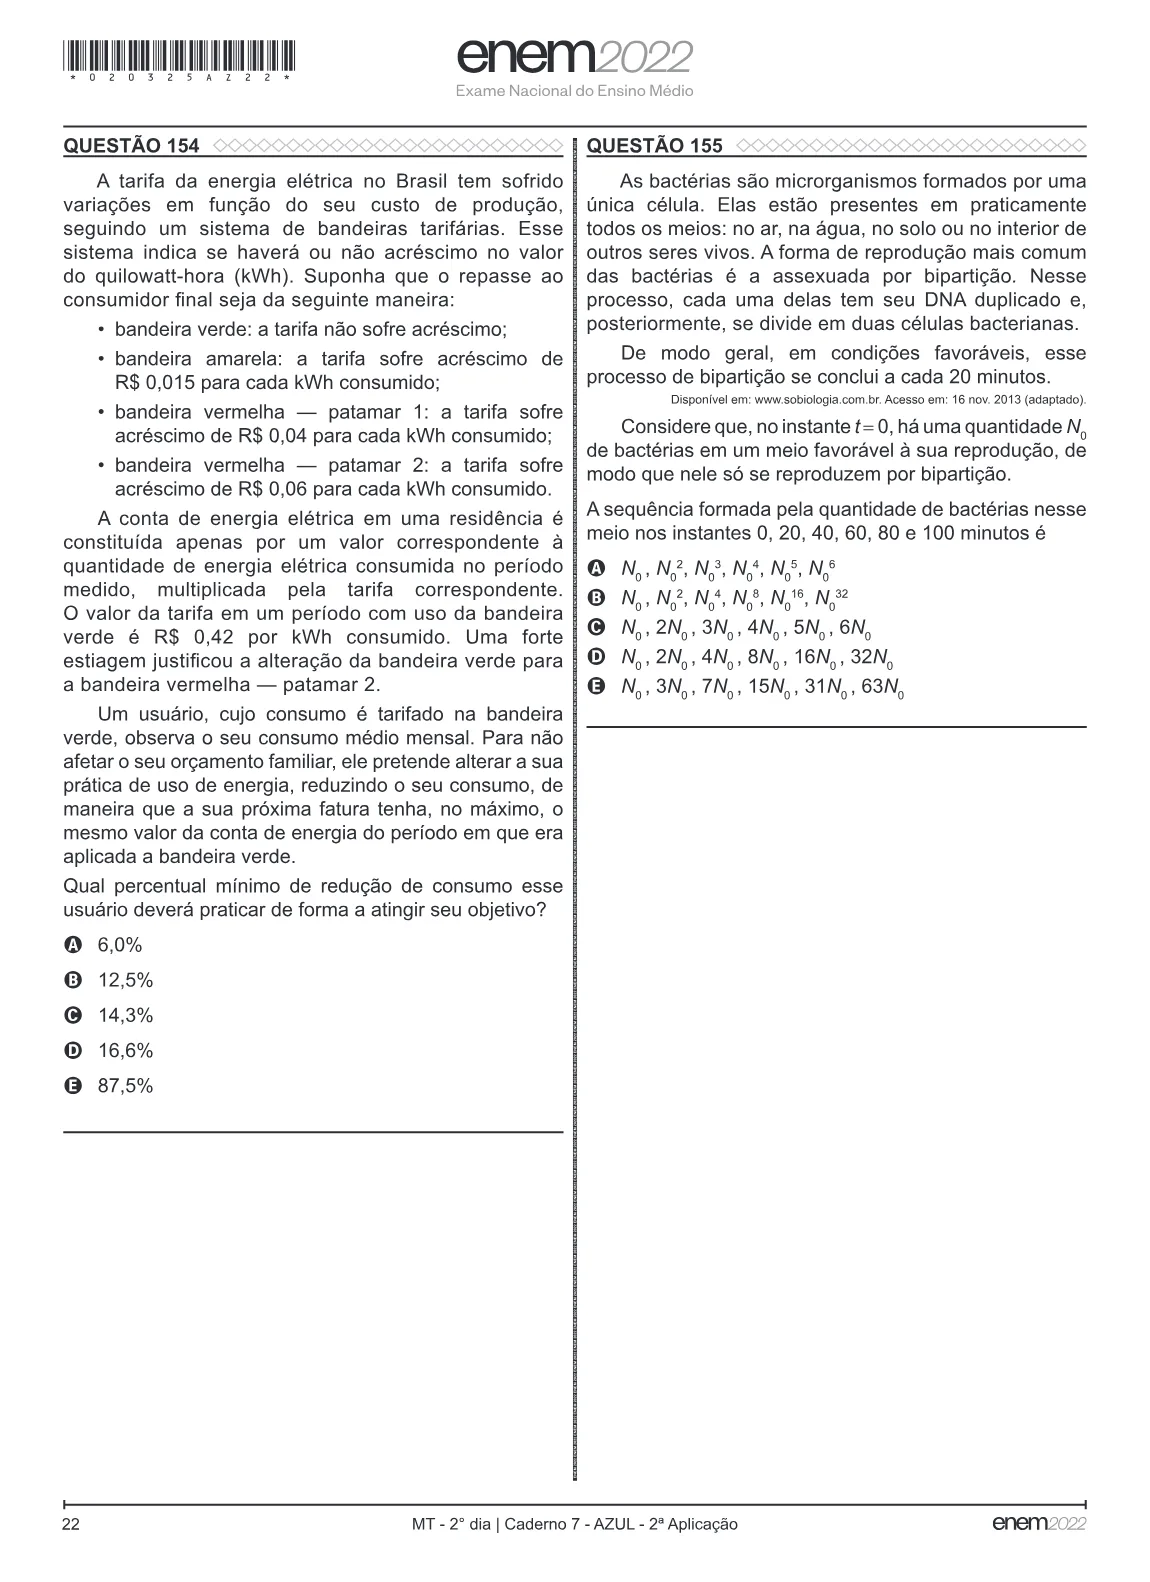 *020325AZ22*
enem2022
Exame Nacional do Ensino Médio
QUESTÃO 154
A tarifa da energia elétrica no Brasil tem sofrido
variações em função do seu custo de produção,
seguindo um sistema de bandeiras tarifárias. Esse
sistema indica se haverá ou não acréscimo no valor
do quilowatt-hora (kWh). Suponha que o repasse ao
consumidor final seja da seguinte maneira:
• bandeira verde: a tarifa não sofre acréscimo;
• bandeira amarela: a tarifa sofre acréscimo de
R$ 0,015 para cada kWh consumido;
• bandeira vermelha — patamar 1: a tarifa sofre
acréscimo de R$ 0,04 para cada kWh consumido;
• bandeira vermelha — patamar 2: a tarifa sofre
acréscimo de R$ 0,06 para cada kWh consumido.
A conta de energia elétrica em uma residência é
constituída apenas por um valor correspondente à
quantidade de energia elétrica consumida no período
medido, multiplicada pela tarifa correspondente.
O valor da tarifa em um período com uso da bandeira
verde é R$ 0,42 por kWh consumido. Uma forte
estiagem justificou a alteração da bandeira verde para
a bandeira vermelha — patamar 2.
Um usuário, cujo consumo é tarifado na bandeira
verde, observa o seu consumo médio mensal. Para não
afetar o seu orçamento familiar, ele pretende alterar a sua
prática de uso de energia, reduzindo o seu consumo, de
maneira que a sua próxima fatura tenha, no máximo, o
mesmo valor da conta de energia do período em que era
aplicada a bandeira verde.
Qual percentual mínimo de redução de consumo esse
usuário deverá praticar de forma a atingir seu objetivo?
A 6,0%
B 12,5%
C 14,3%
D 16,6%
E 87,5%
QUESTÃO 155
As bactérias são microrganismos formados por uma
única célula. Elas estão presentes em praticamente
todos os meios: no ar, na água, no solo ou no interior de
outros seres vivos. A forma de reprodução mais comum
das bactérias é a assexuada por bipartição. Nesse
processo, cada uma delas tem seu DNA duplicado e,
posteriormente, se divide em duas células bacterianas.
De modo geral, em condições favoráveis, esse
processo de bipartição se conclui a cada 20 minutos.
Disponível em: www.sobiologia.com.br. Acesso em: 16 nov. 2013 (adaptado).
Considere que, no instante t = 0, há uma quantidade N₀
de bactérias em um meio favorável à sua reprodução, de
modo que nele só se reproduzem por bipartição.
A sequência formada pela quantidade de bactérias nesse
meio nos instantes 0, 20, 40, 60, 80 e 100 minutos é
A N₀ , N₀², N₀³, N₀⁴, N₀⁵, N₀⁶
B N₀ , N₀², N₀⁴, N₀⁸, N₀¹⁶, N₀³²
C N₀ , 2N₀ , 3N₀ , 4N₀ , 5N₀ , 6N₀
D N₀ , 2N₀ , 4N₀ , 8N₀ , 16N₀ , 32N₀
E N₀ , 3N₀ , 7N₀ , 15N₀ , 31N₀ , 63N₀
22
MT - 2° dia | Caderno 7 - AZUL - 2ª Aplicação
enem2022